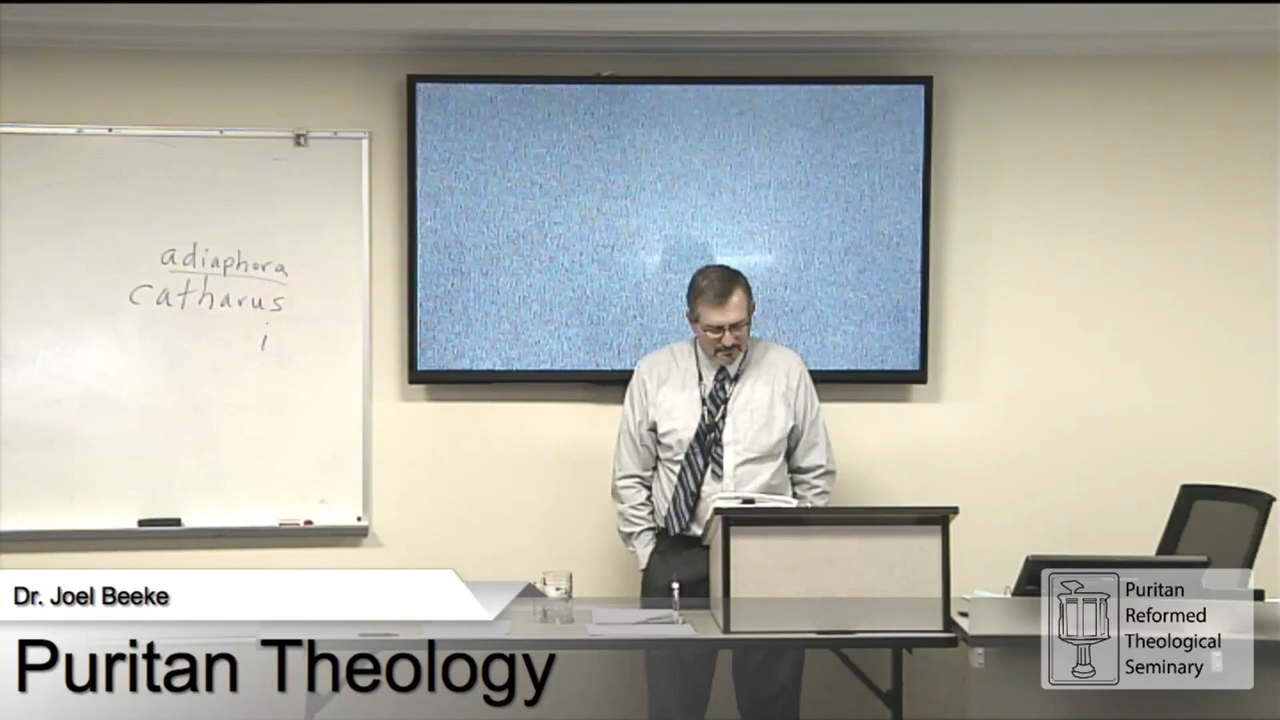 adiaphora
catharus
i
Dr. Joel Beeke
Puritan Theology
Puritan
Reformed
Theological
Seminary